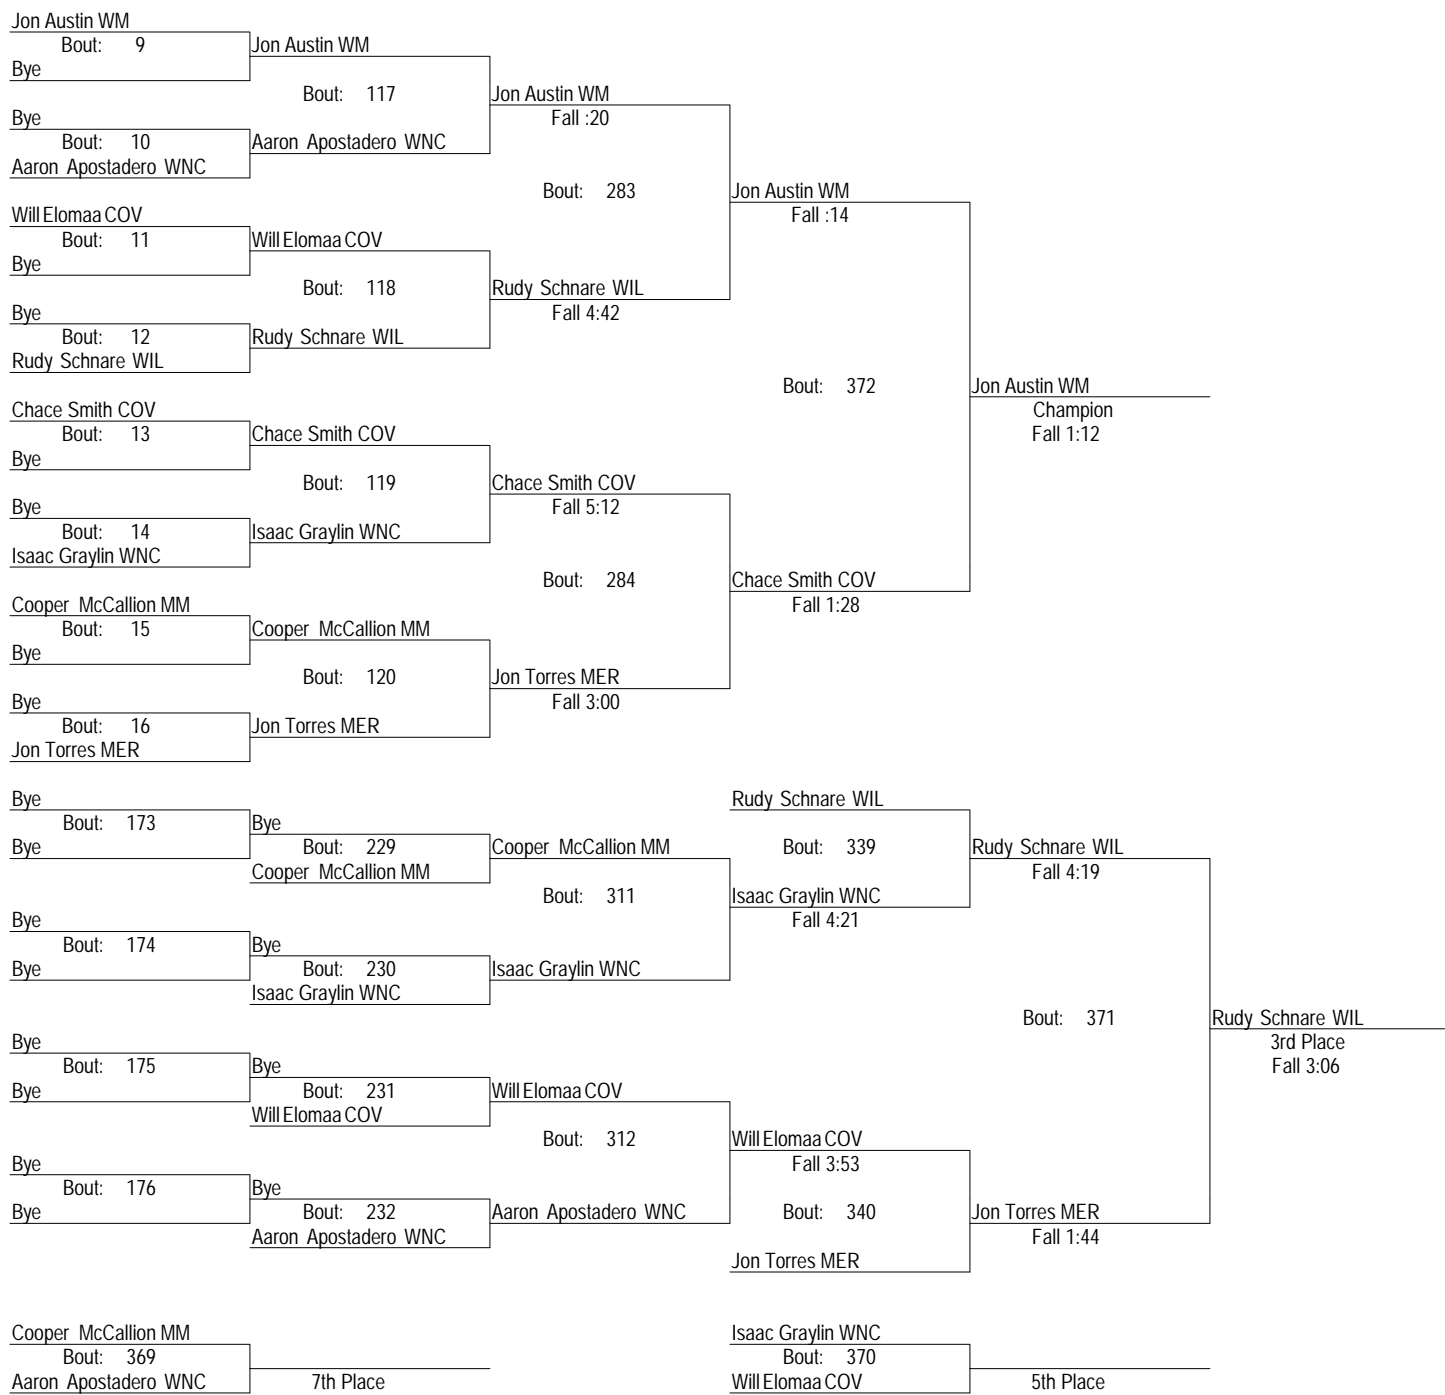 Jon Austin WM
Bout: 9 Jon Austin WM
Bye
Bout: 117 Jon Austin WM
Bye Fall :20
Bout: 10 Aaron Apostadero WNC
Aaron Apostadero WNC
Bout: 283 Jon Austin WM
Will Elomaa COV Fall :14
Bout: 11 Will Elomaa COV
Bye
Bout: 118 Rudy Schnare WIL
Bye Fall 4:42
Bout: 12 Rudy Schnare WIL
Rudy Schnare WIL
Bout: 372 Jon Austin WM
Chace Smith COV Champion
Bout: 13 Chace Smith COV Fall 1:12
Bye
Bout: 119 Chace Smith COV
Bye Fall 5:12
Bout: 14 Isaac Graylin WNC
Isaac Graylin WNC
Bout: 284 Chace Smith COV
Cooper McCallion MM Fall 1:28
Bout: 15 Cooper McCallion MM
Bye
Bout: 120 Jon Torres MER
Bye Fall 3:00
Bout: 16 Jon Torres MER
Jon Torres MER
Bye Rudy Schnare WIL
Bout: 173 Bye
Bye Bout: 229 Cooper McCallion MM Bout: 339 Rudy Schnare WIL
Cooper McCallion MM Fall 4:19
Bout: 311 Isaac Graylin WNC
Bye Fall 4:21
Bout: 174 Bye
Bye Bout: 230 Isaac Graylin WNC
Isaac Graylin WNC
Bout: 371 Rudy Schnare WIL
Bye 3rd Place
Bout: 175 Bye Fall 3:06
Bye Bout: 231 Will Elomaa COV
Will Elomaa COV
Bout: 312 Will Elomaa COV
Bye Fall 3:53
Bout: 176 Bye
Bye Bout: 232 Aaron Apostadero WNC Bout: 340 Jon Torres MER
Aaron Apostadero WNC Fall 1:44
Jon Torres MER
Cooper McCallion MM Isaac Graylin WNC
Bout: 369 Bout: 370
Aaron Apostadero WNC 7th Place Will Elomaa COV 5th Place